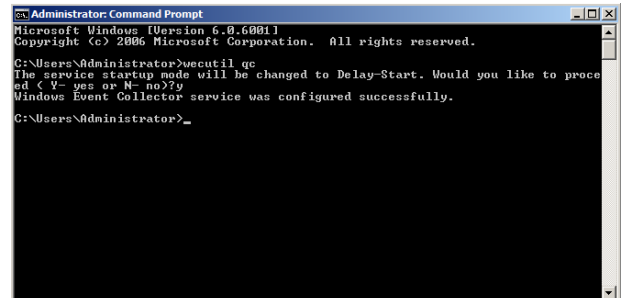 Administrator: Command Prompt
Microsoft Windows [Version 6.0.6001]
Copyright (c) 2006 Microsoft Corporation.  All rights reserved.
C:\Users\Administrator>wecutil qc
The service startup mode will be changed to Delay-Start. Would you like to proce
ed ( Y- yes or N- no)?y
Windows Event Collector service was configured successfully.
C:\Users\Administrator>_